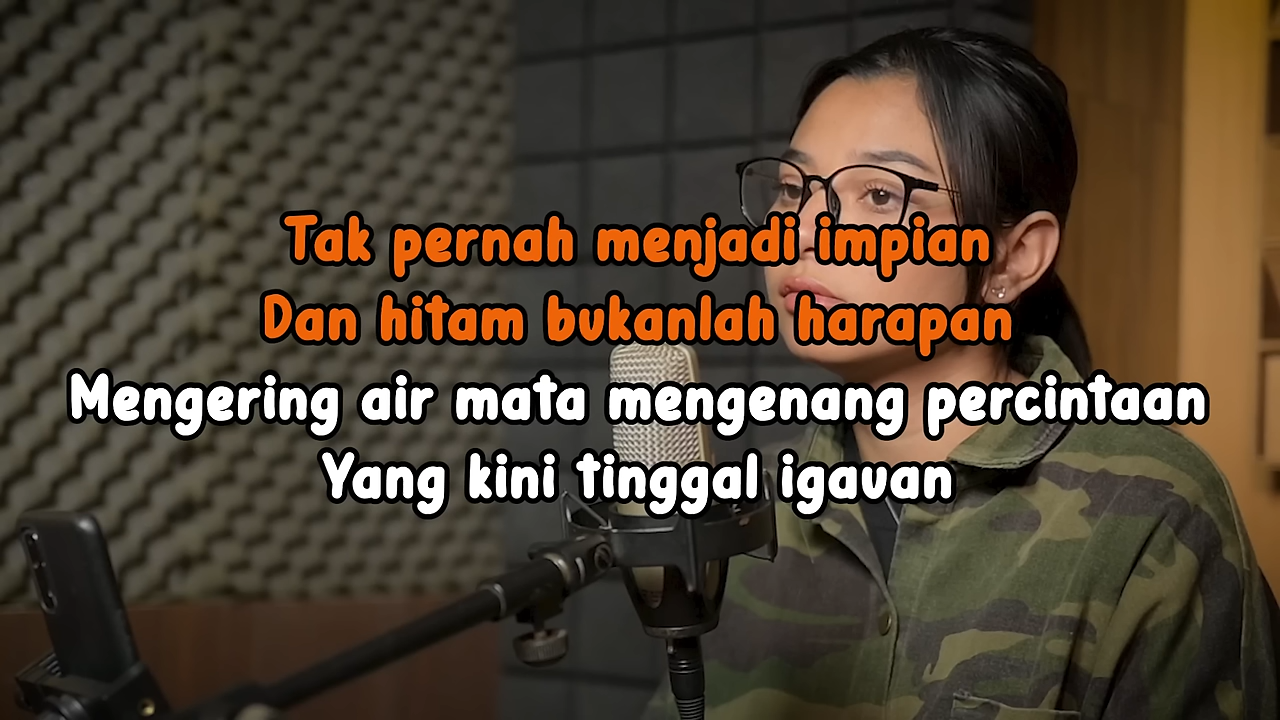 Tak pernah menjadi impian
Dan hitam bukanlah harapan
Mengering air mata mengenang percintaan
Yang kini tinggal igauan